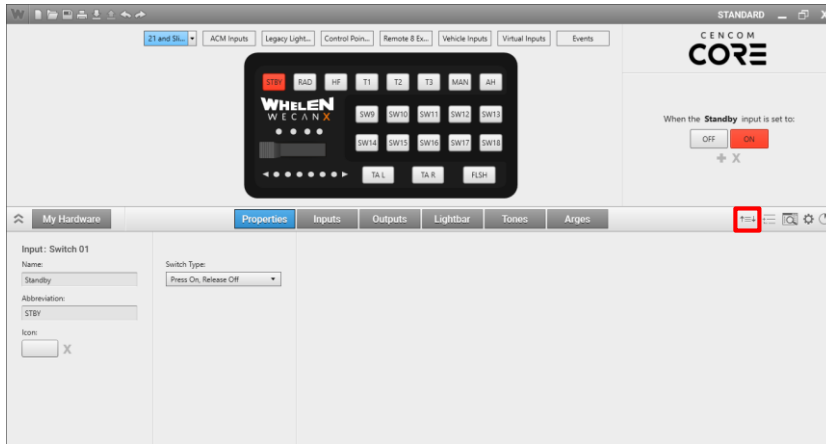 STANDARD
21 and Sli... ACM Inputs Legacy Light... Control Poin... Remote 8 Ex... Vehicle Inputs Virtual Inputs Events
CENCOM
CORE
STBY RAD HF T1 T2 T3 MAN AH
WHELEN
WECANX
SW9 SW10 SW11 SW12 SW13
SW14 SW15 SW16 SW17 SW18
TA L TA R FLSH
When the Standby input is set to:
OFF ON
My Hardware Properties Inputs Outputs Lightbar Tones Arges
Input: Switch 01
Name:
Standby
Abbreviation:
STBY
Icon:
X
Switch Type:
Press On, Release Off